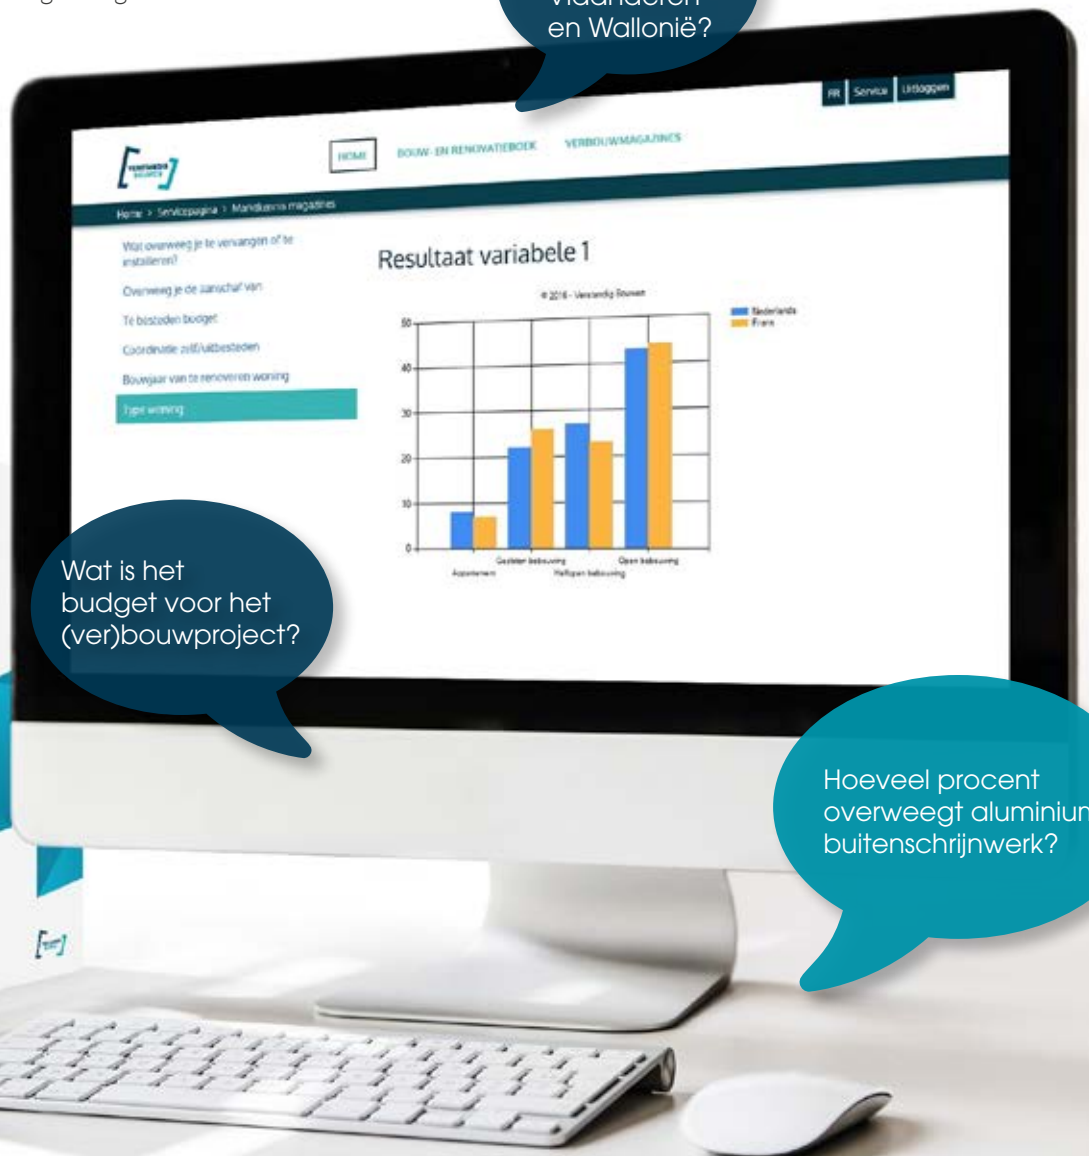 en Wallonië?
FR Service Uitloggen
VERSTANDIG
BOUWEN
HOME BOUW- EN RENOVATIEBOEK VERBOUWMAGAZINES
Home > Servicepagina > Marktkennis magazines
Wat overweeg je te vervangen of te
installeren?
Overweeg je de aanschaf van
Te besteden budget
Coördinatie zelf/uitbesteden
Bouwjaar van te renoveren woning
Type woning
Resultaat variabele 1
© 2016 - Verstandig Bouwen
Nederlands
Frans
50
40
30
20
10
0
Gesloten bebouwing Open bebouwing
Appartement Halfopen bebouwing
Wat is het
budget voor het
(ver)bouwproject?
Hoeveel procent
overweegt aluminium
buitenschrijnwerk?